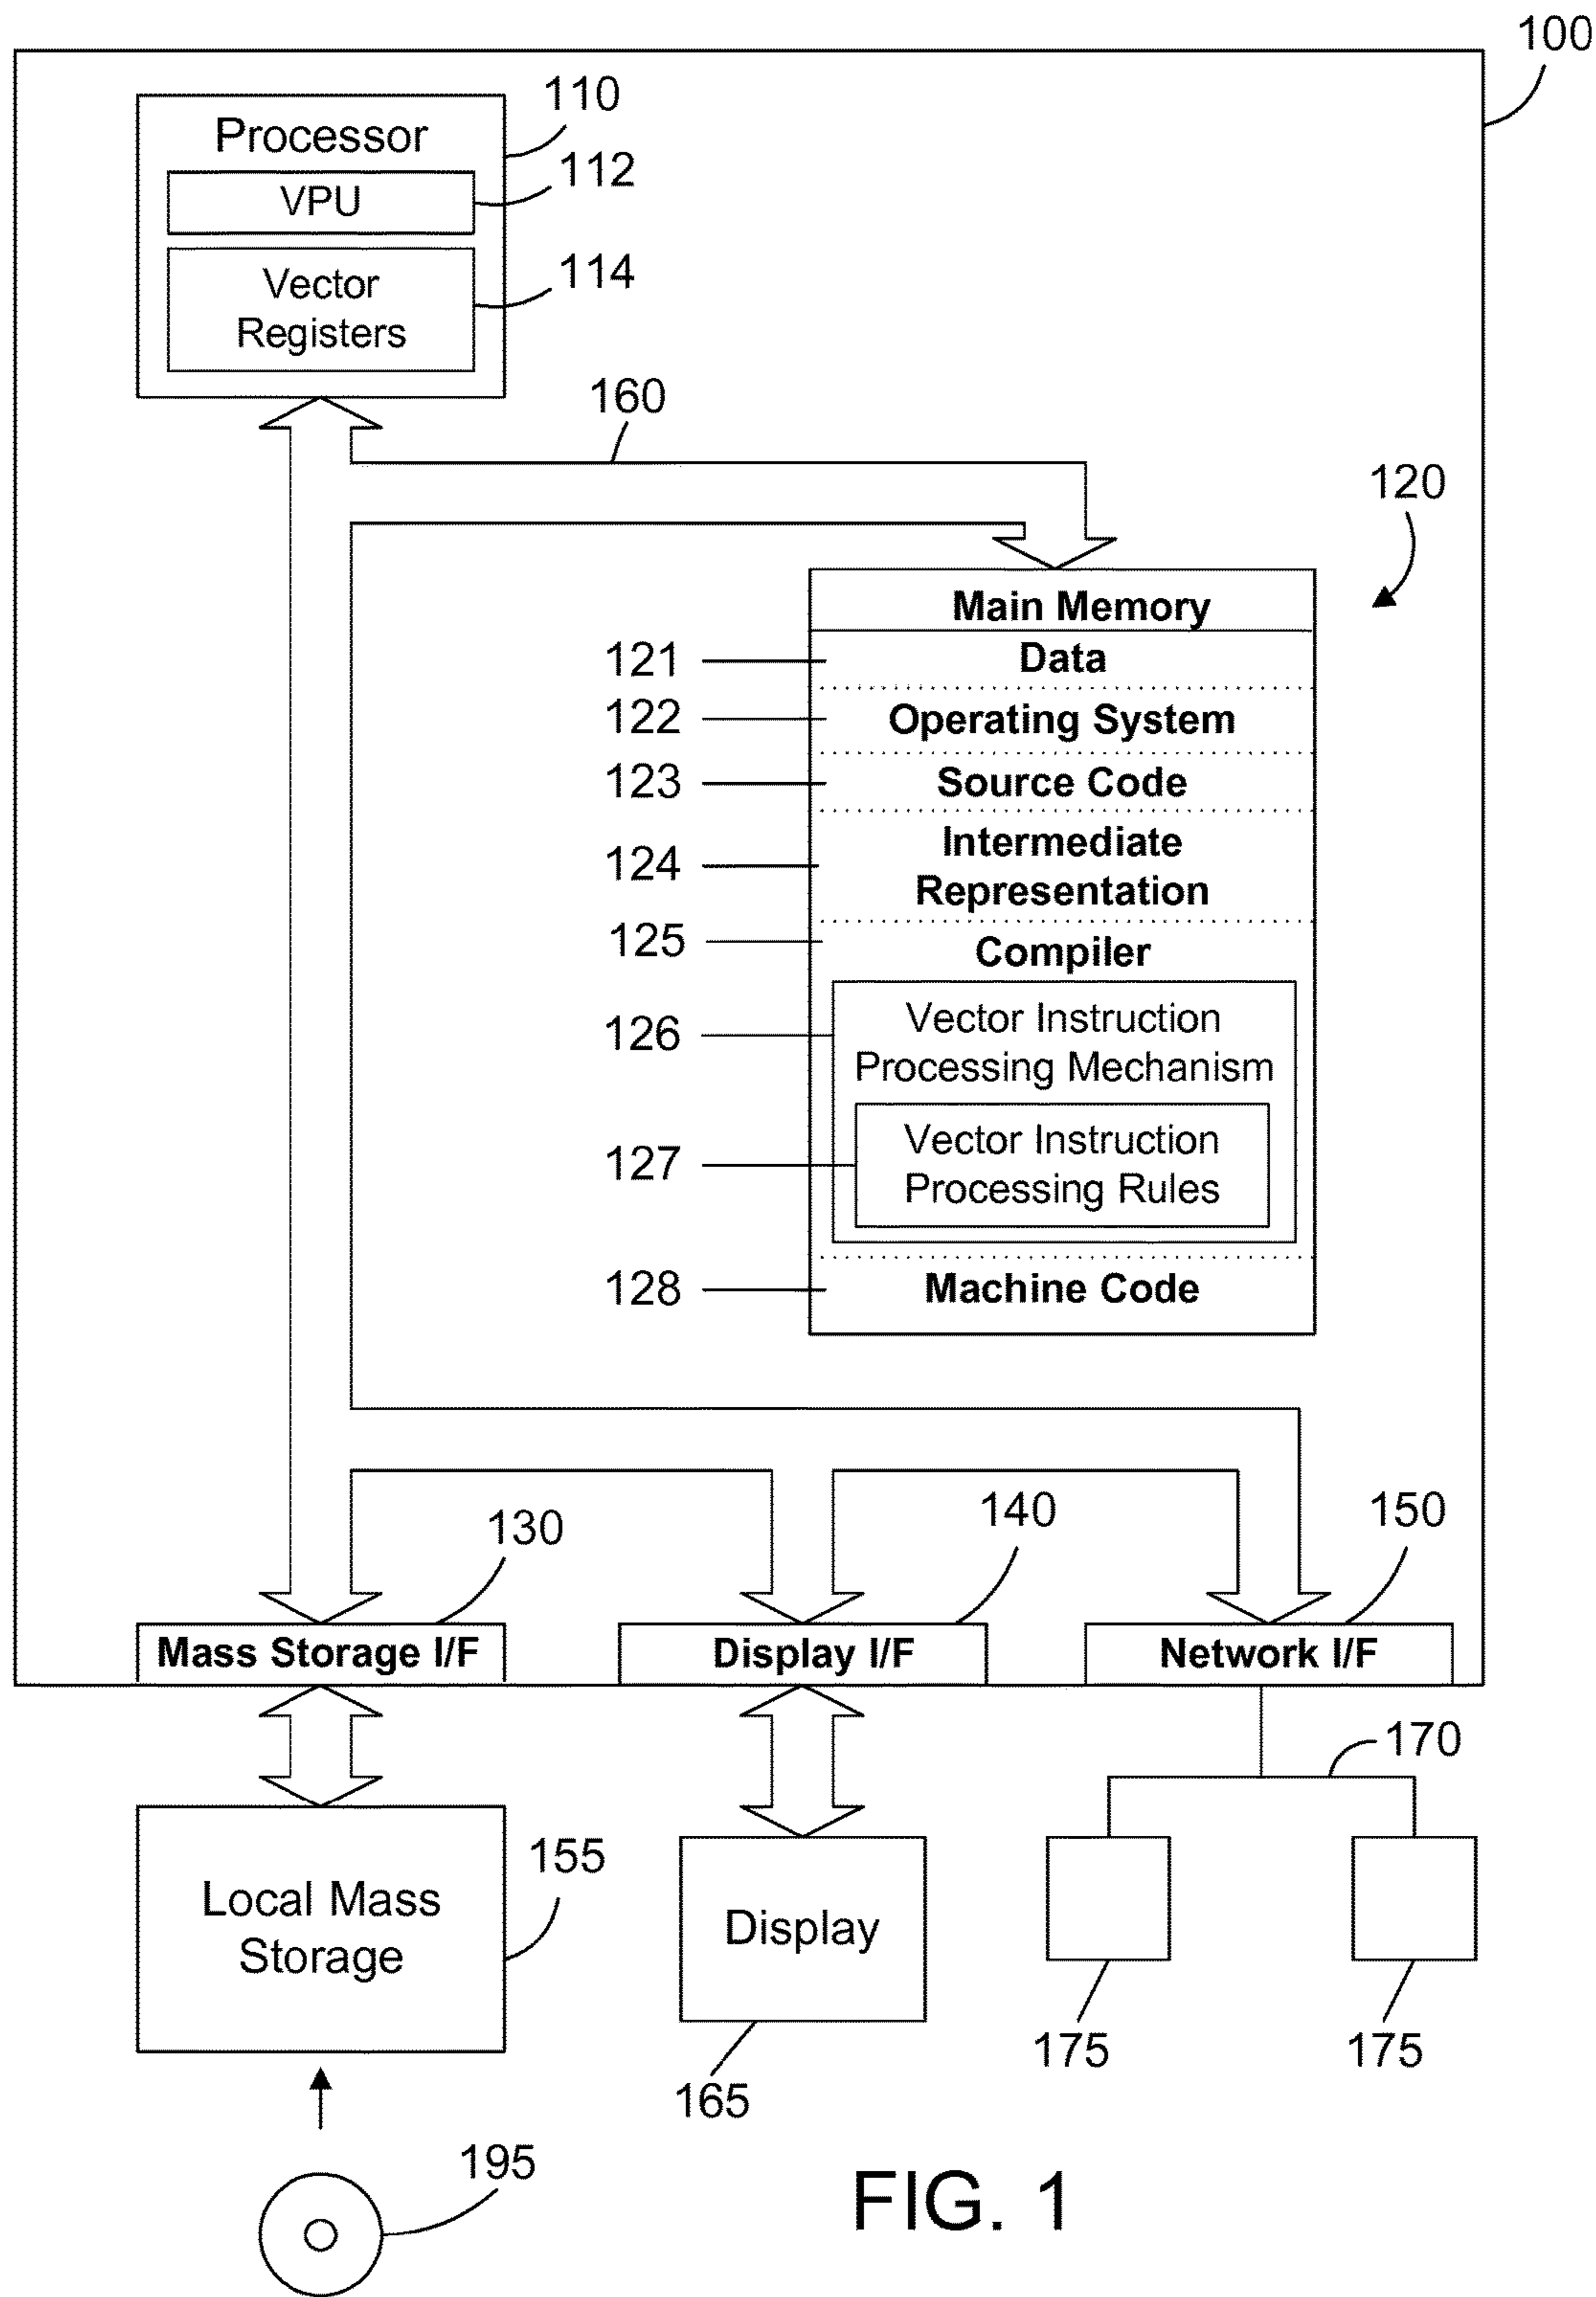 100
110
Processor
112
VPU
114
Vector
Registers
160
120
Main Memory
121 Data
122 Operating System
123 Source Code
124 Intermediate
Representation
125 Compiler
126 Vector Instruction
Processing Mechanism
127 Vector Instruction
Processing Rules
128 Machine Code
130
140
150
Mass Storage I/F
Display I/F
Network I/F
170
155
Local Mass
Storage
Display
175
175
165
195
FIG. 1